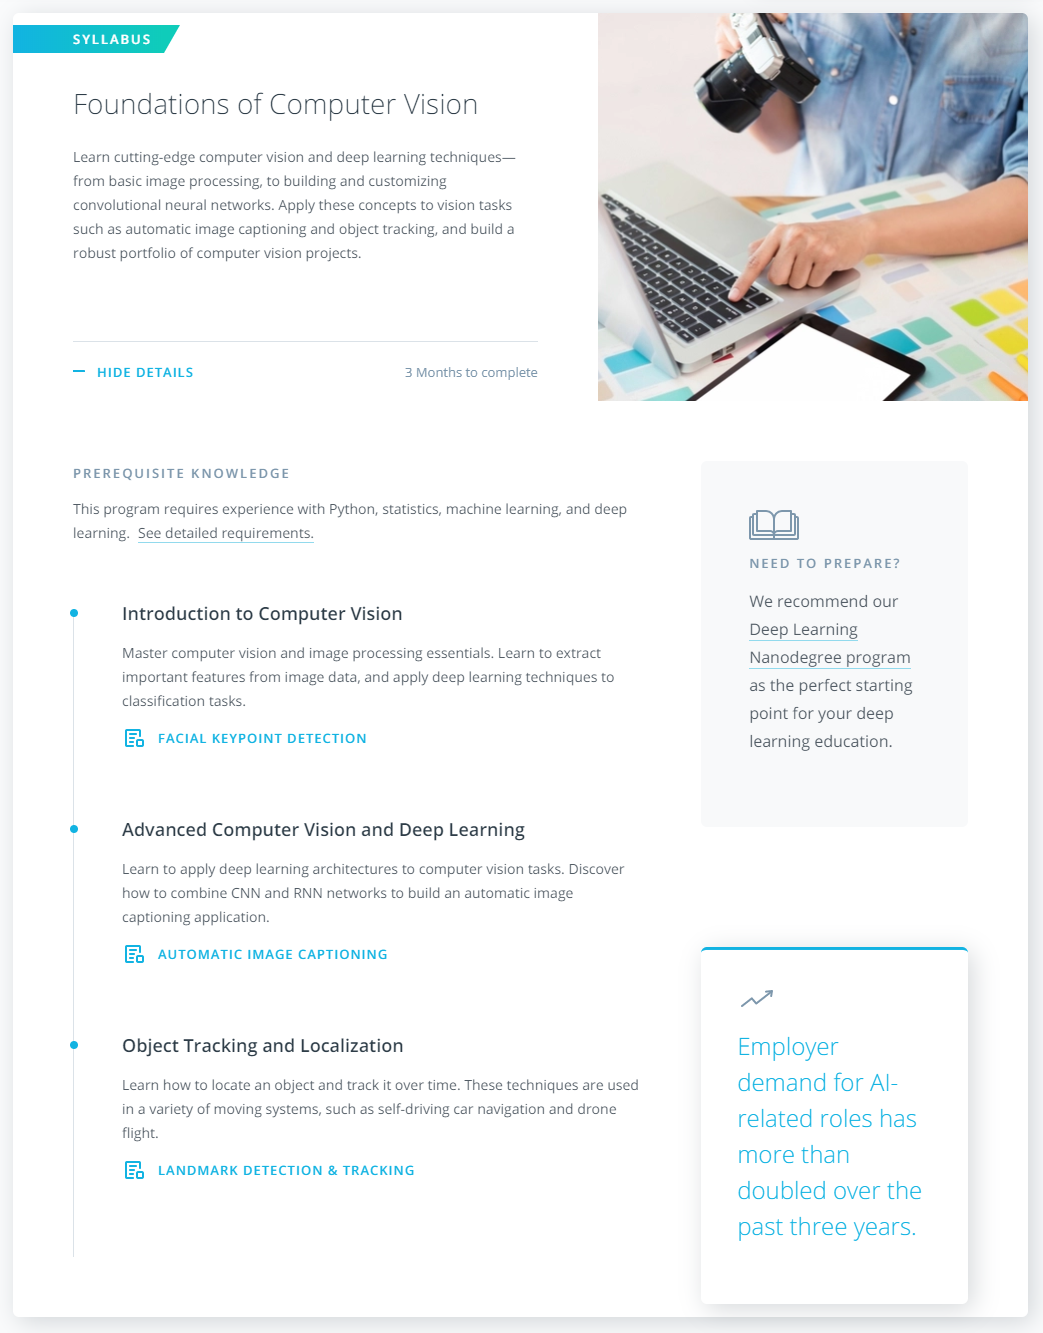 SYLLABUS
Foundations of Computer Vision
Learn cutting-edge computer vision and deep learning techniques—
from basic image processing, to building and customizing
convolutional neural networks. Apply these concepts to vision tasks
such as automatic image captioning and object tracking, and build a
robust portfolio of computer vision projects.
HIDE DETAILS
3 Months to complete
PREREQUISITE KNOWLEDGE
This program requires experience with Python, statistics, machine learning, and deep
learning. See detailed requirements.
Introduction to Computer Vision
Master computer vision and image processing essentials. Learn to extract
important features from image data, and apply deep learning techniques to
classification tasks.
FACIAL KEYPOINT DETECTION
Advanced Computer Vision and Deep Learning
Learn to apply deep learning architectures to computer vision tasks. Discover
how to combine CNN and RNN networks to build an automatic image
captioning application.
AUTOMATIC IMAGE CAPTIONING
Object Tracking and Localization
Learn how to locate an object and track it over time. These techniques are used
in a variety of moving systems, such as self-driving car navigation and drone
flight.
LANDMARK DETECTION & TRACKING
NEED TO PREPARE?
We recommend our
Deep Learning
Nanodegree program
as the perfect starting
point for your deep
learning education.
Employer
demand for AI-
related roles has
more than
doubled over the
past three years.